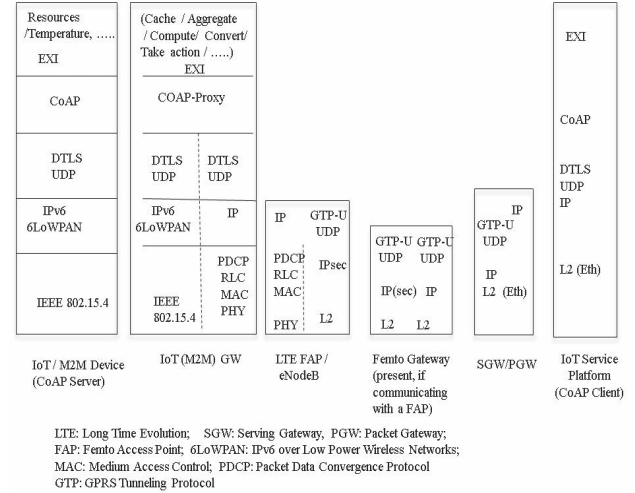 Resources
/Temperature, .....
EXI
CoAP
DTLS
UDP
IPv6
6LoWPAN
IEEE 802.15.4
IoT / M2M Device
(CoAP Server)
(Cache / Aggregate
/ Compute/ Convert/
Take action / .....)
EXI
COAP-Proxy
DTLS
UDP
IPv6
6LoWPAN
IEEE
802.15.4
DTLS
UDP
IP
PDCP
RLC
MAC
PHY
IoT (M2M) GW
IP
PDCP
RLC
MAC
PHY
GTP-U
UDP
IPsec
L2
LTE FAP /
eNodeB
GTP-U
UDP
IP(sec)
L2
GTP-U
UDP
IP
L2
Femto Gateway
(present, if
communicating
with a FAP)
IP
GTP-U
UDP
IP
L2 (Eth)
SGW/PGW
EXI
CoAP
DTLS
UDP
IP
L2 (Eth)
IoT Service
Platform
(CoAP Client)
LTE: Long Time Evolution; SGW: Serving Gateway, PGW: Packet Gateway;
FAP: Femto Access Point; 6LoWPAN: IPv6 over Low Power Wireless Networks;
MAC: Medium Access Control; PDCP: Packet Data Convergence Protocol
GTP: GPRS Tunneling Protocol